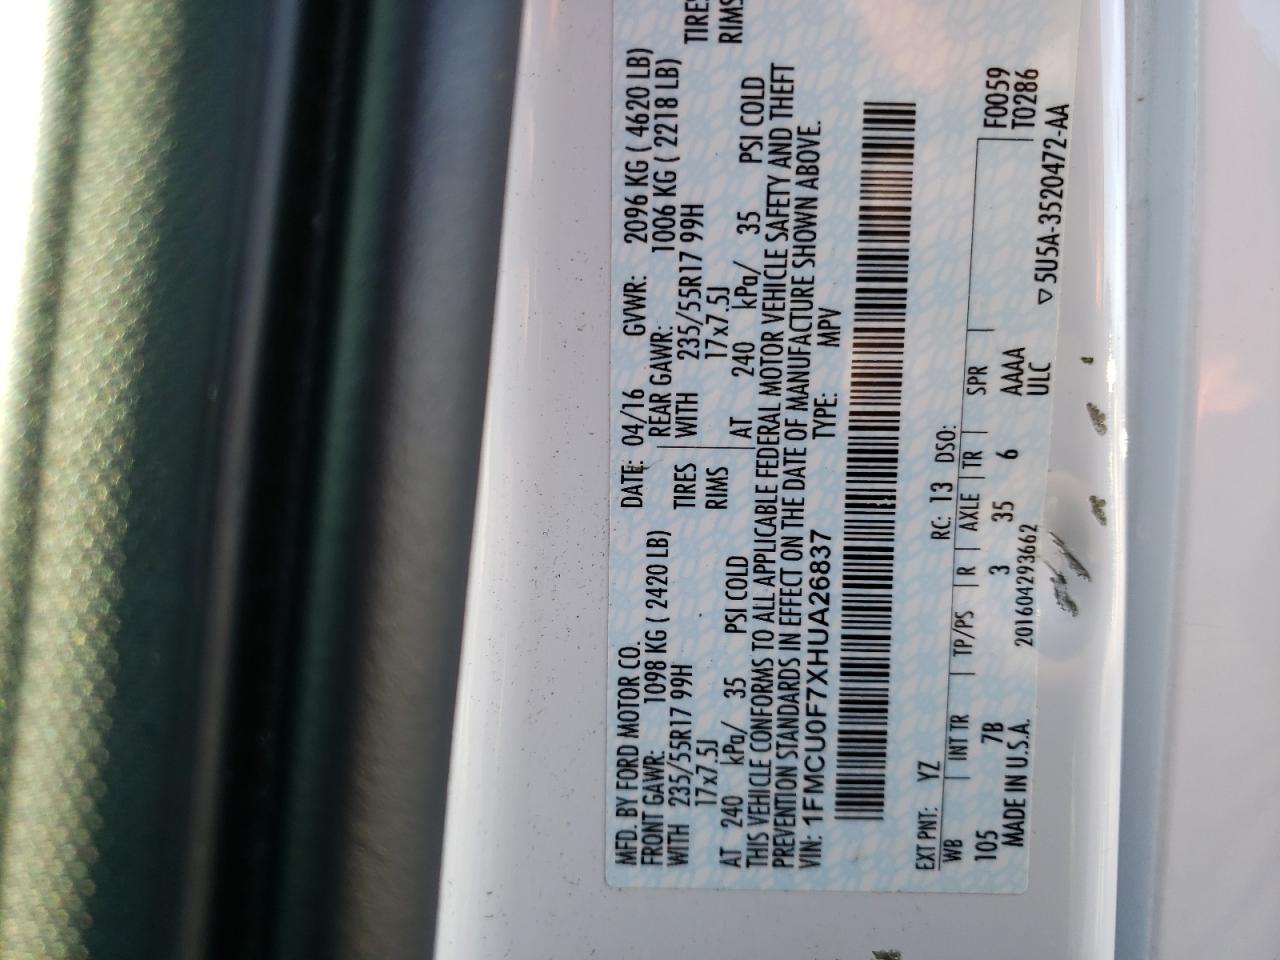 MFD. BY FORD MOTOR CO. DATE: 04/16 GVWR: 2096 KG ( 4620 LB)
FRONT GAWR: 1098 KG ( 2420 LB) REAR GAWR: 1006 KG ( 2218 LB)
WITH 235/55R17 99H TIRES WITH 235/55R17 99H TIRES
17x7.5J RIMS 17x7.5J RIMS
AT 240 kPa/ 35 PSI COLD AT 240 kPa/ 35 PSI COLD
THIS VEHICLE CONFORMS TO ALL APPLICABLE FEDERAL MOTOR VEHICLE SAFETY AND THEFT
PREVENTION STANDARDS IN EFFECT ON THE DATE OF MANUFACTURE SHOWN ABOVE.
VIN: 1FMCU0F7XHUA26837 TYPE: MPV
EXT PNT: YZ RC: 13 DSO:
WB INT TR TP/PS R AXLE TR SPR F0059
105 7B 3 35 6 AAAA T0286
MADE IN U.S.A. 201604293662 ULC
▽5U5A-3520472-AA